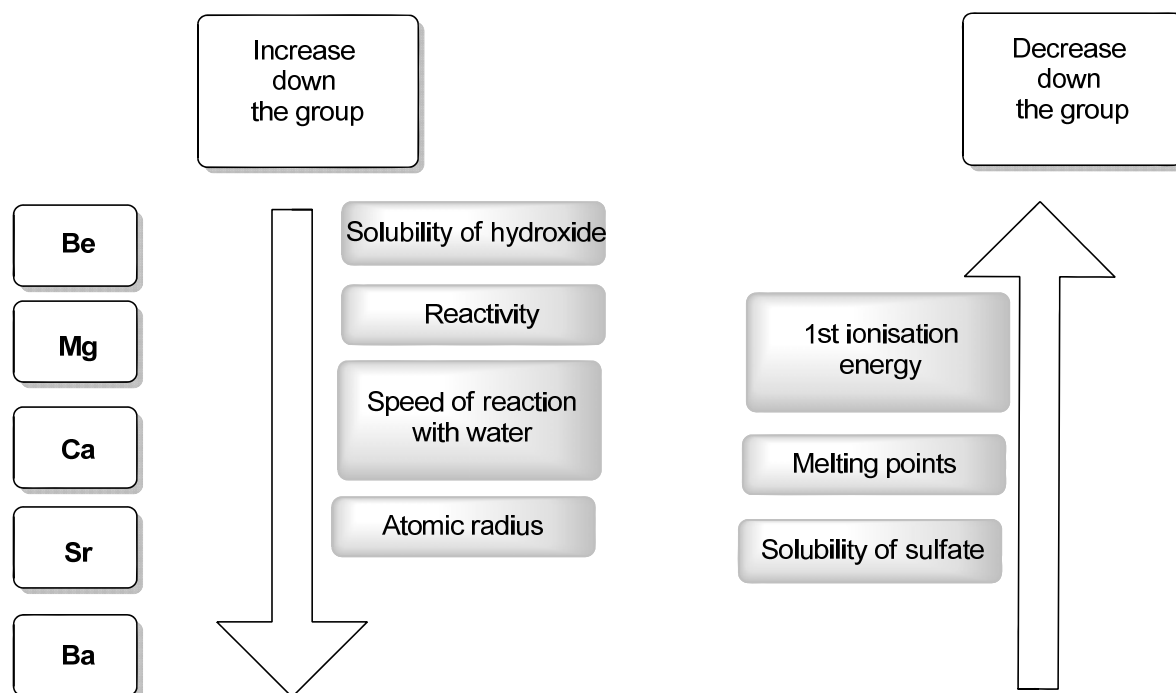 Increase
down
the group
Decrease
down
the group
Be
Mg
Ca
Sr
Ba
Solubility of hydroxide
Reactivity
Speed of reaction
with water
Atomic radius
1st ionisation
energy
Melting points
Solubility of sulfate